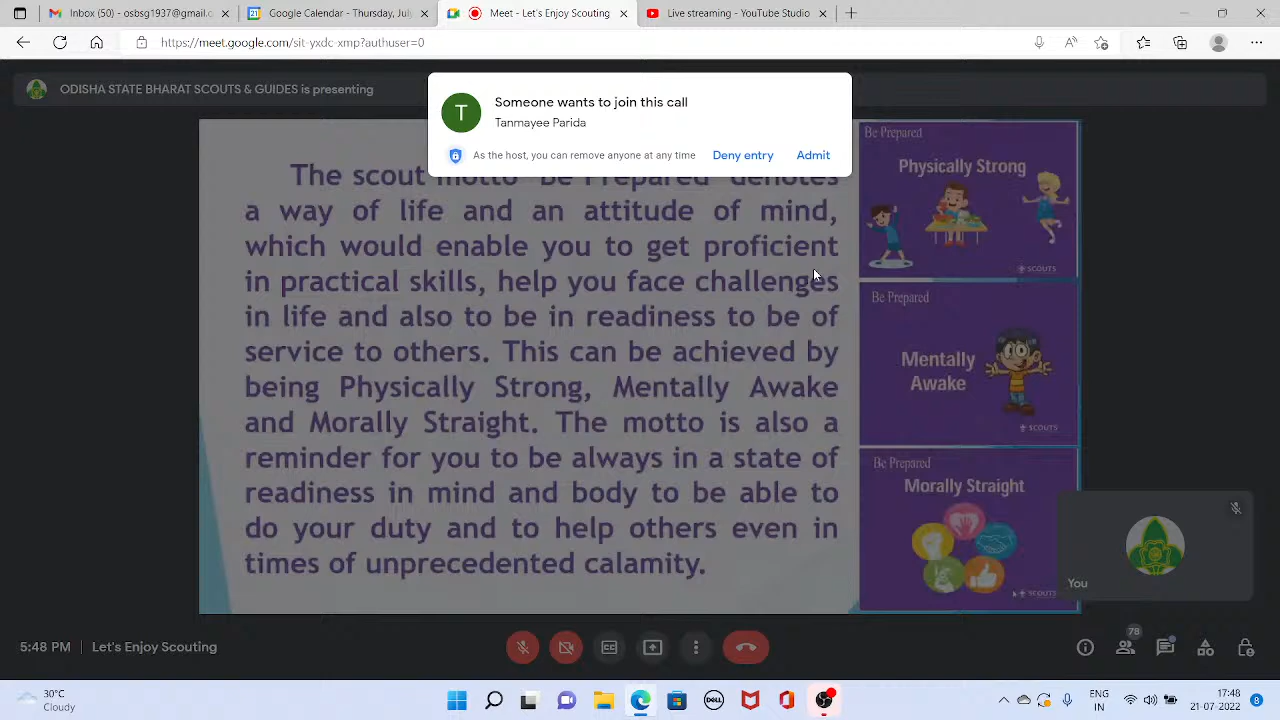 Inbox (50) - osbsg1937@gmail.c
Google Calendar - Thursday, July
Meet - Let's Enjoy Scouting
Live streaming - YouTube Studio
https://meet.google.com/sit-yxdc-xmp?authuser=0
ODISHA STATE BHARAT SCOUTS & GUIDES is presenting
T
Someone wants to join this call
Tanmayee Parida
As the host, you can remove anyone at any time
Deny entry
Admit
The scout motto "Be Prepared" denotes
a way of life and an attitude of mind,
which would enable you to get proficient
in practical skills, help you face challenges
in life and also to be in readiness to be of
service to others. This can be achieved by
being Physically Strong, Mentally Awake
and Morally Straight. The motto is also a
reminder for you to be always in a state of
readiness in mind and body to be able to
do your duty and to help others even in
times of unprecedented calamity.
Be Prepared
Physically Strong
SCOUTS
Be Prepared
Mentally
Awake
SCOUTS
Be Prepared
Morally Straight
SCOUTS
You
5:48 PM | Let's Enjoy Scouting
CC
78
30°C
Cloudy
DELL
ENG
IN
17:48
21-07-2022
8